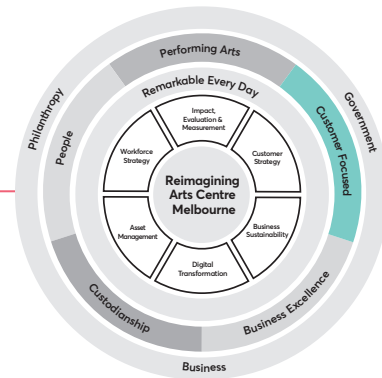 Philanthropy
Government
Business
Performing Arts
People
Customer Focused
Custodianship
Business Excellence
Remarkable Every Day
Impact,
Evaluation &
Measurement
Workforce
Strategy
Customer
Strategy
Reimagining
Arts Centre
Melbourne
Asset
Management
Business
Sustainability
Digital
Transformation